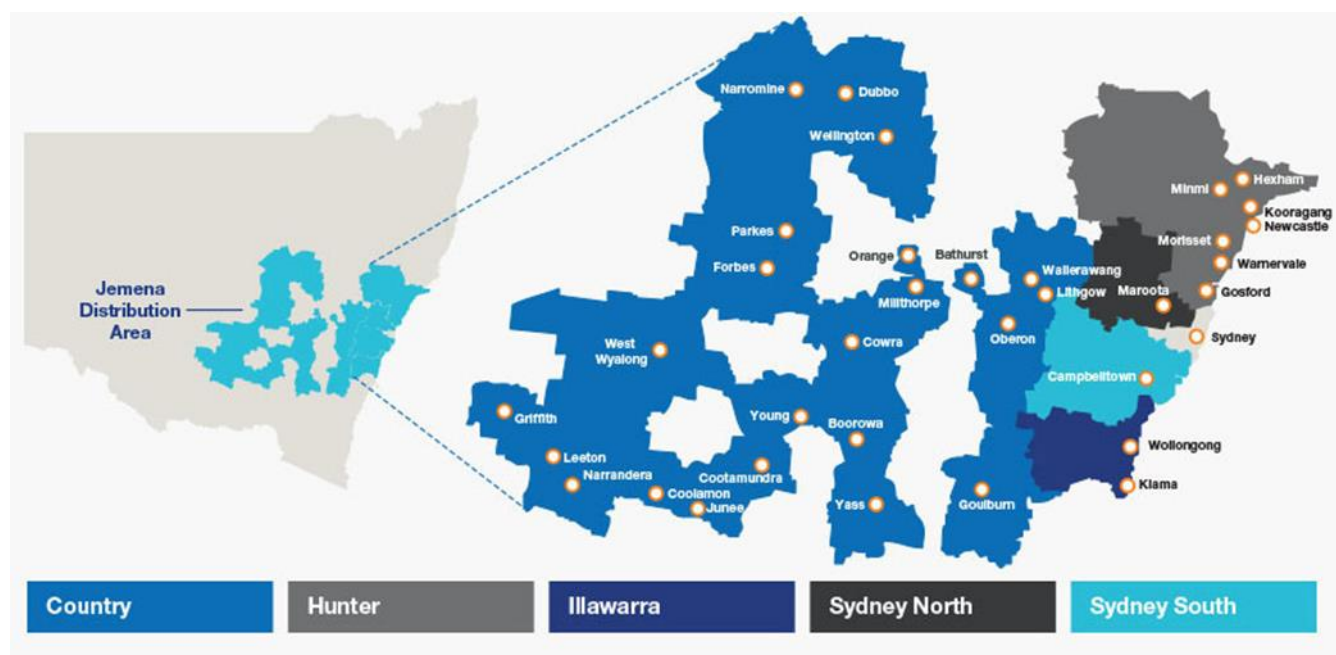 Jemena
Distribution
Area
Narromine
Dubbo
Wellington
Parkes
Forbes
Orange
Bathurst
Millthorpe
Wallerawang
Lithgow
Oberon
Cowra
West
Wyalong
Griffith
Young
Boorowa
Leeton
Narrandera
Cootamundra
Coolamon
Junee
Yass
Goulburn
Minmi
Hexham
Kooragang
Newcastle
Morisset
Warnervale
Maroota
Gosford
Sydney
Campbelltown
Wollongong
Kiama
Country
Hunter
Illawarra
Sydney North
Sydney South